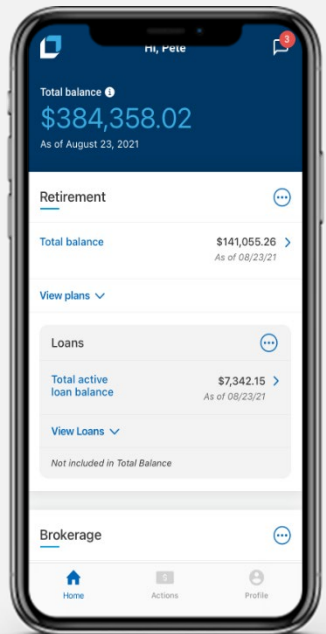 Hi, Pete
3
Total balance i
$384,358.02
As of August 23, 2021
Retirement
Total balance
$141,055.26
As of 08/23/21
View plans
Loans
Total active
loan balance
$7,342.15
As of 08/23/21
View Loans
Not included in Total Balance
Brokerage
$
Home
Actions
Profile